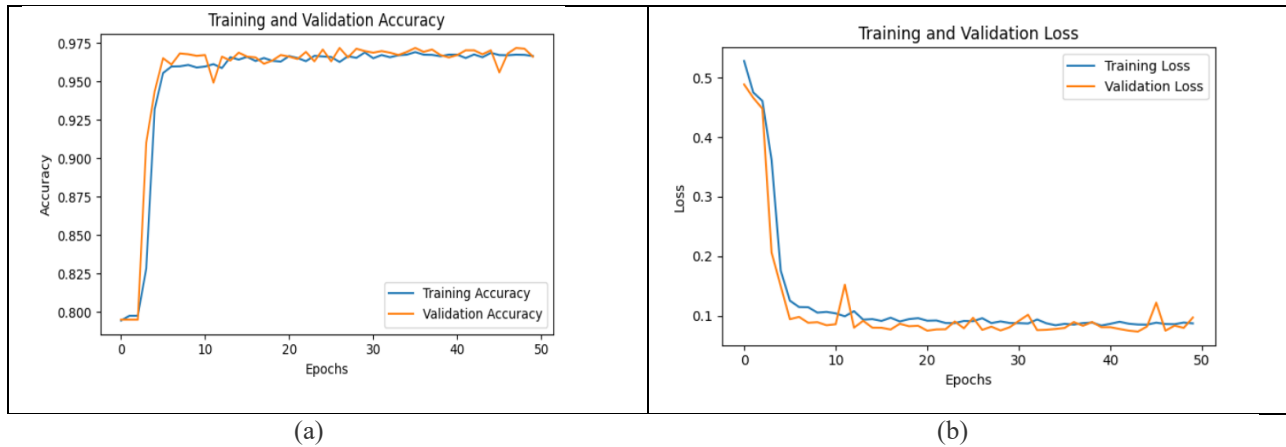 Training and Validation Accuracy
0.975
0.950
0.925
0.900
0.875
0.850
0.825
0.800
Accuracy
Training Accuracy
Validation Accuracy
0 10 20 30 40 50
Epochs
(a)
Training and Validation Loss
Training Loss
Validation Loss
0.5
0.4
0.3
0.2
0.1
Loss
0 10 20 30 40 50
Epochs
(b)